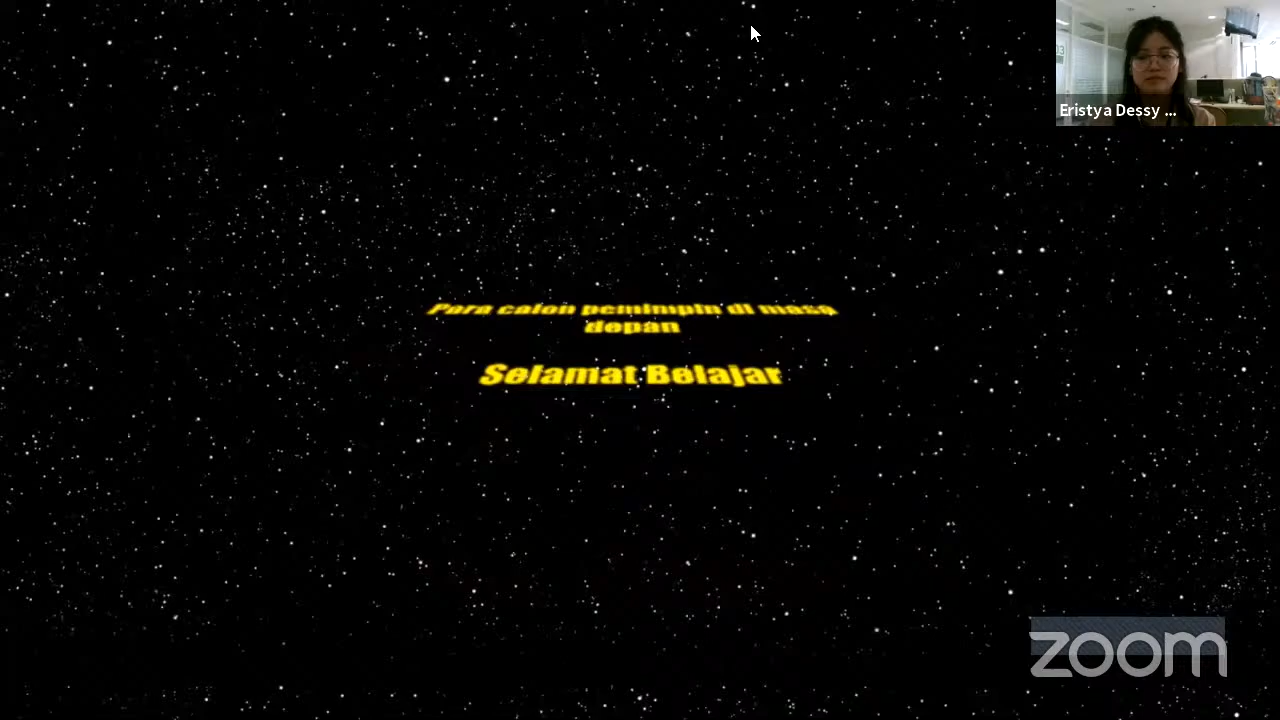 Eristya Dessy ...
Para calon pemimpin di masa
depan
Selamat Belajar
zoom